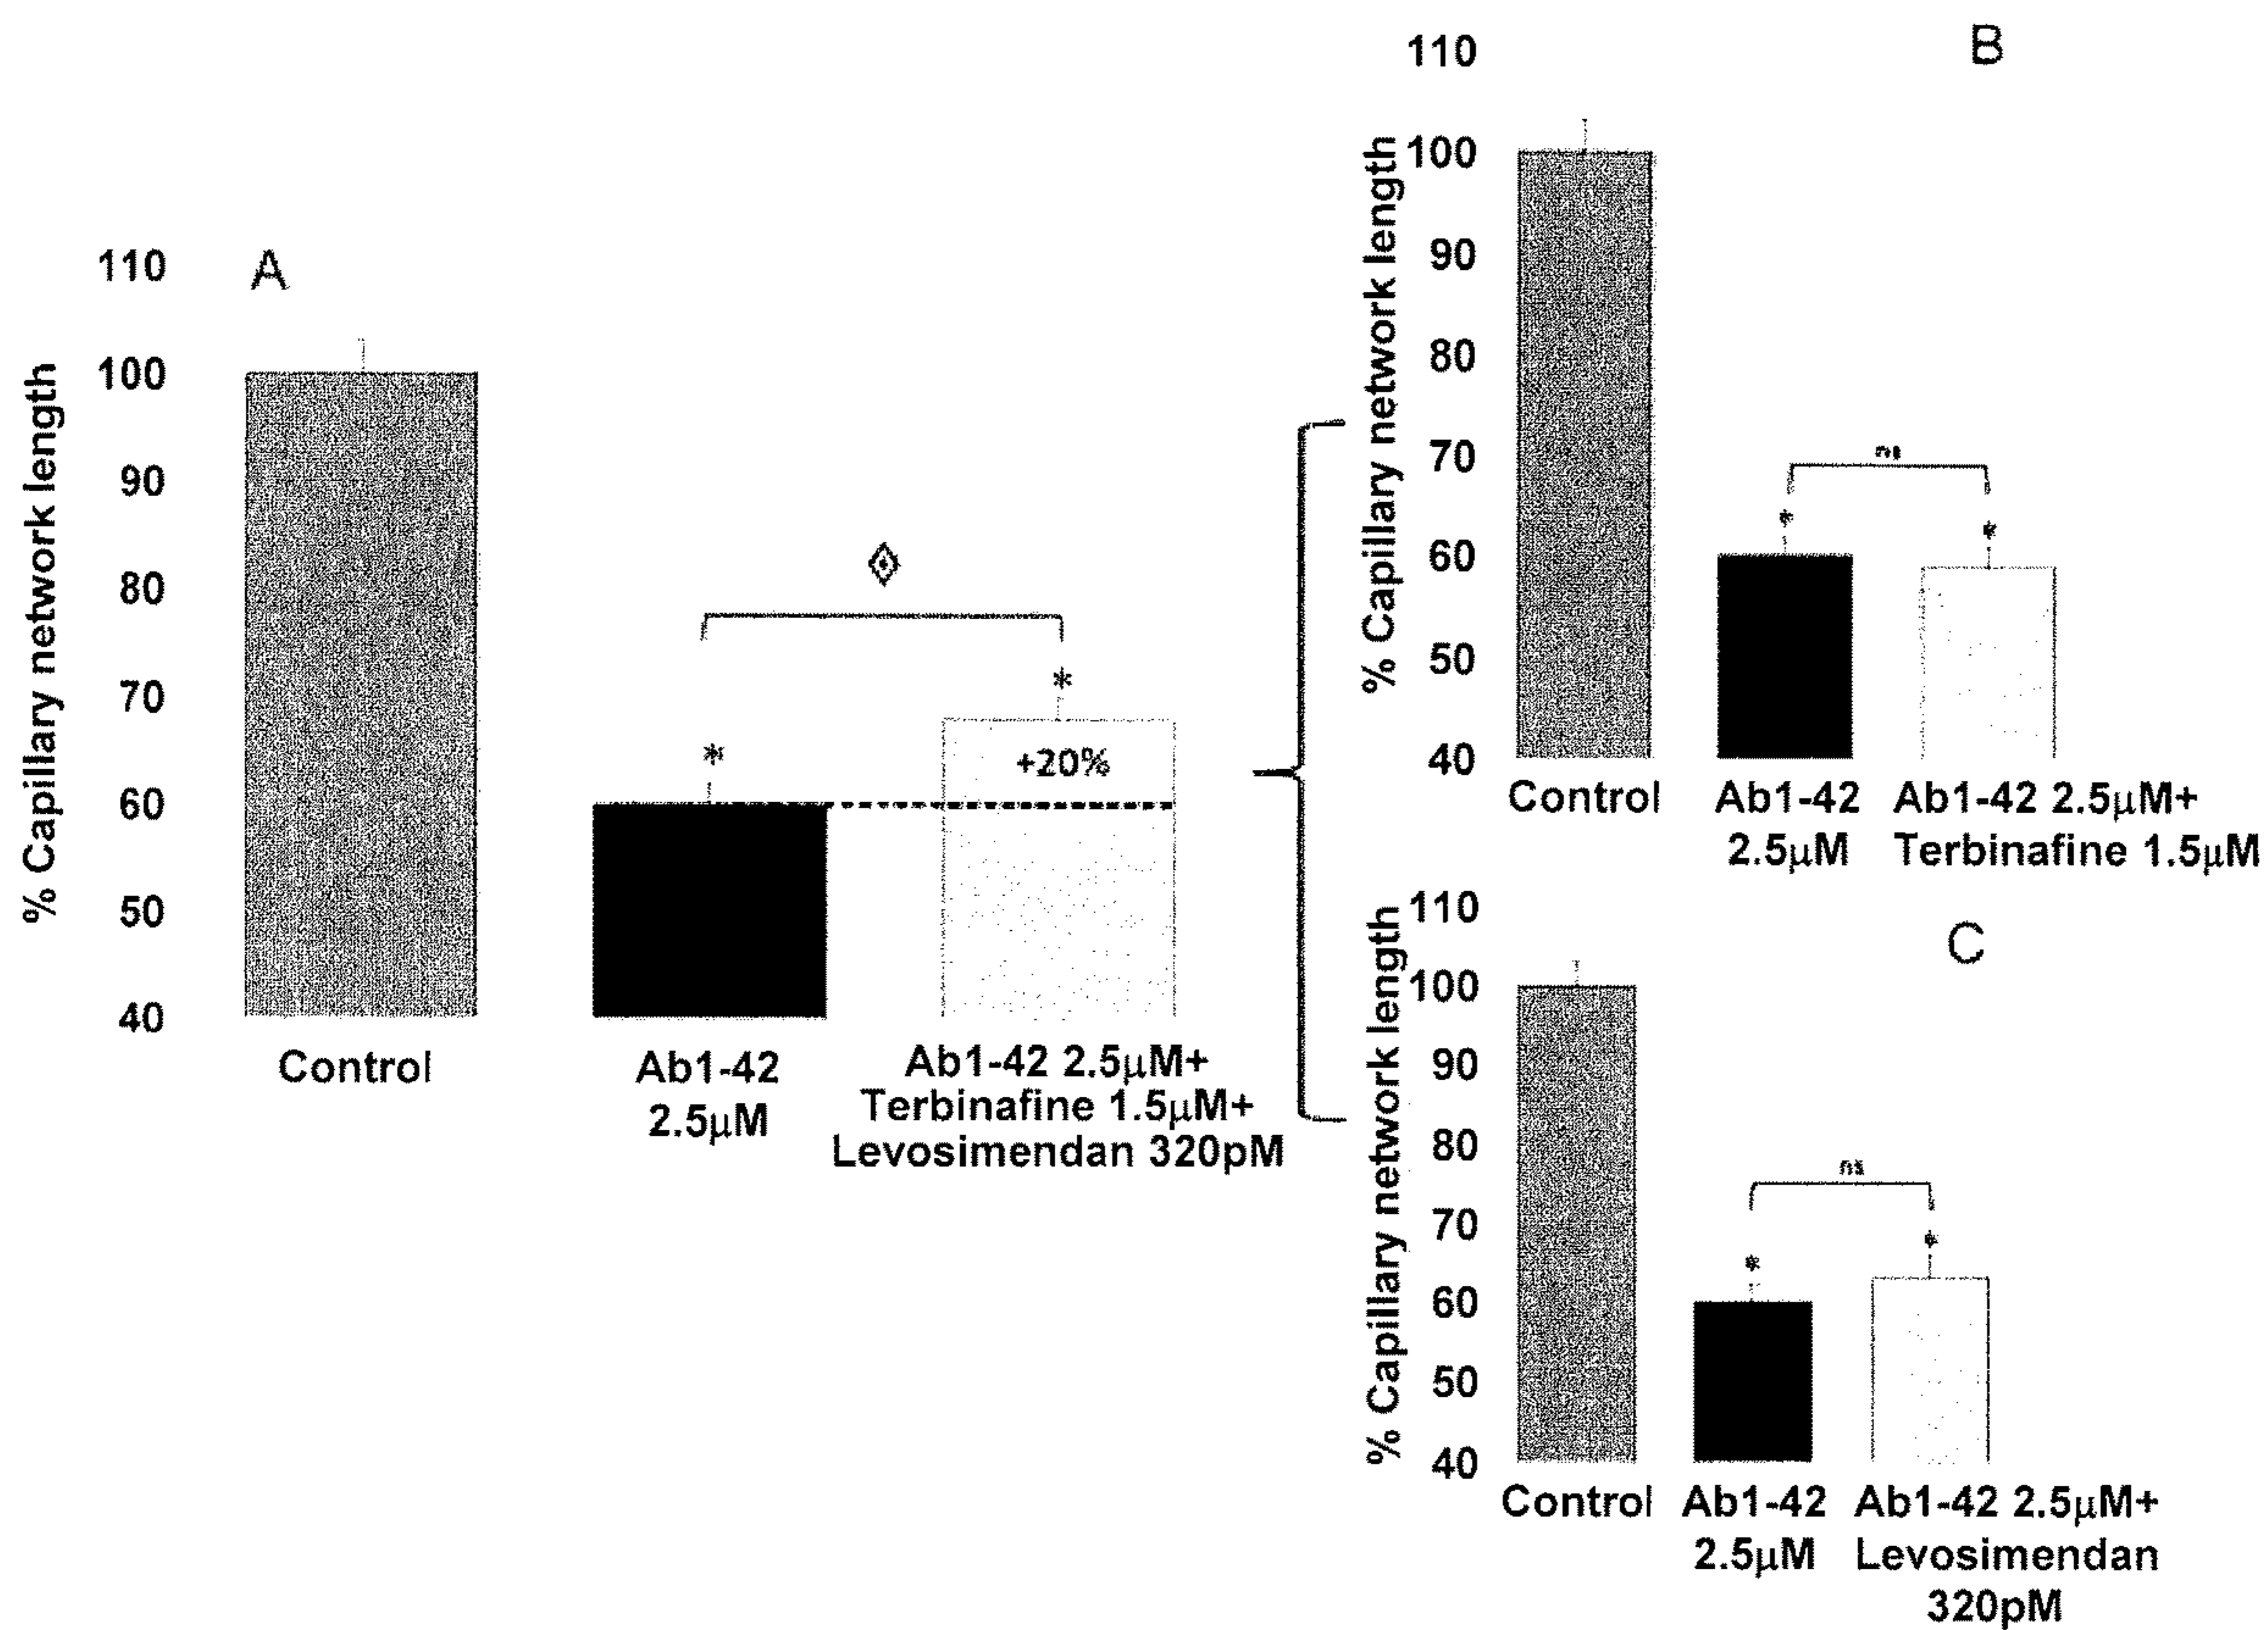 A
% Capillary network length
110
100
90
80
70
60
50
40
*
*
+20%
Control
Ab1-42
2.5μM
Ab1-42 2.5μM+
Terbinafine 1.5μM+
Levosimendan 320pM
B
% Capillary network length
110
100
90
80
70
60
50
40
ns
*
*
Control
Ab1-42
2.5μM
Ab1-42 2.5μM+
Terbinafine 1.5μM
C
% Capillary network length
110
100
90
80
70
60
50
40
ns
*
*
Control
Ab1-42
2.5μM
Ab1-42 2.5μM+
Levosimendan
320pM